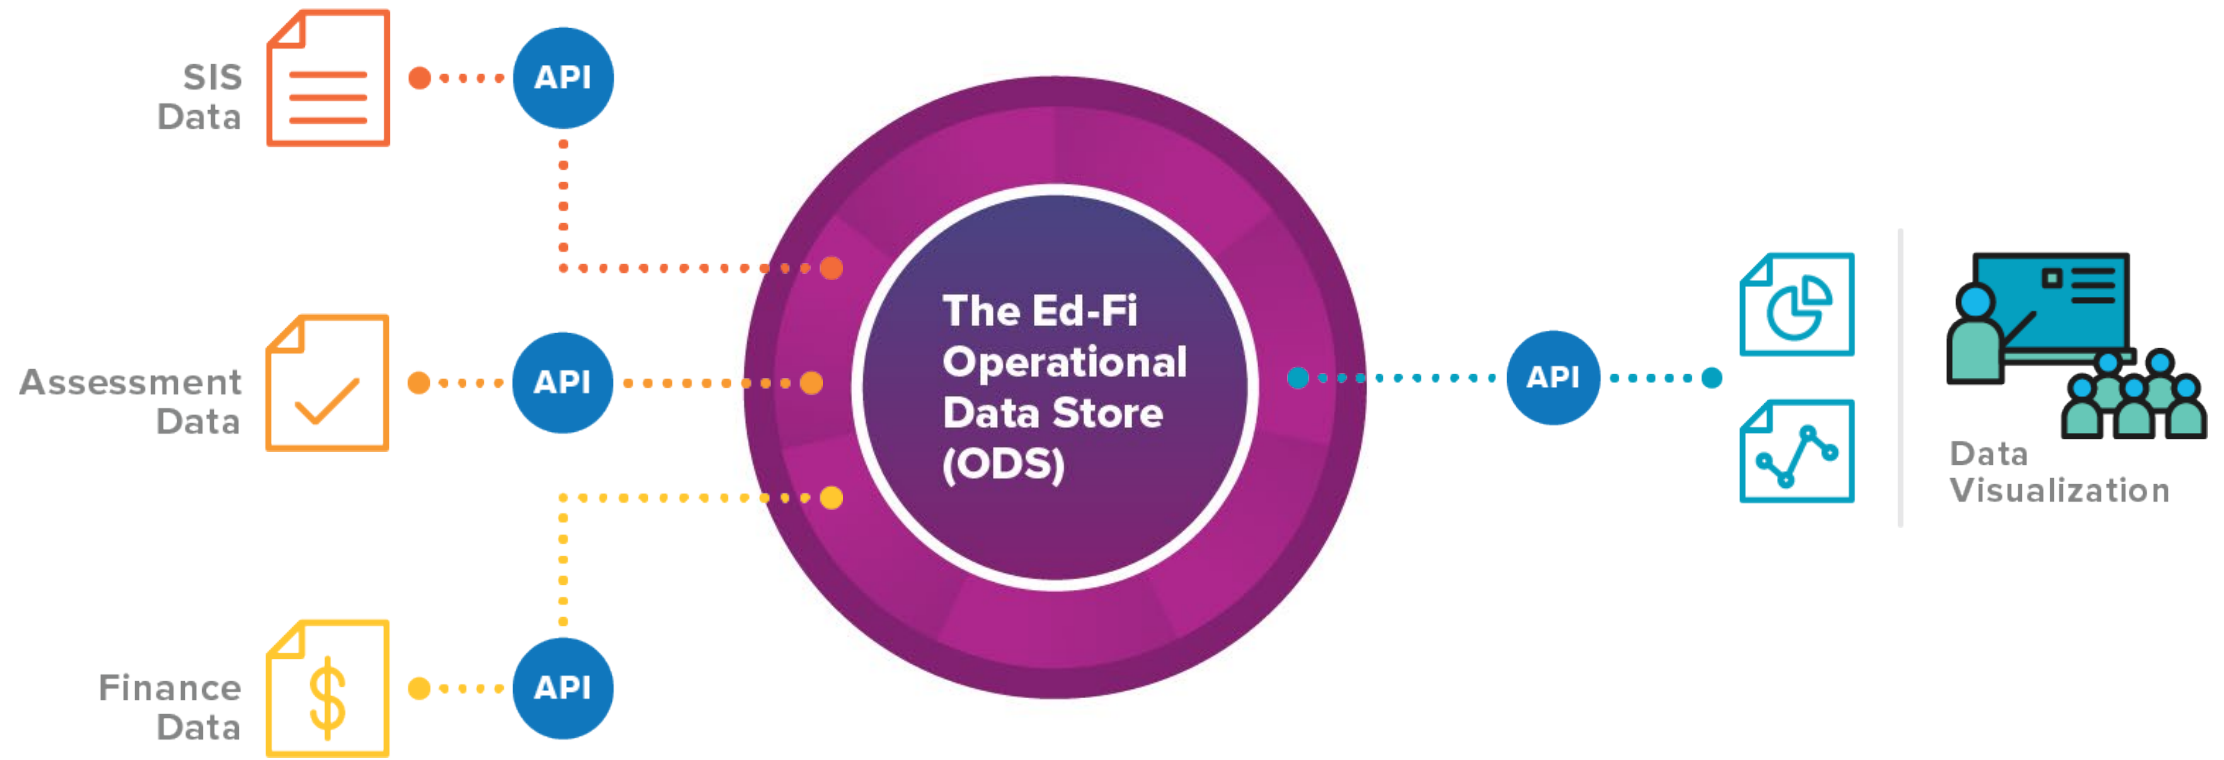 SIS
Data
API
Assessment
Data
API
Finance
Data
API
The Ed-Fi
Operational
Data Store
(ODS)
API
Data
Visualization